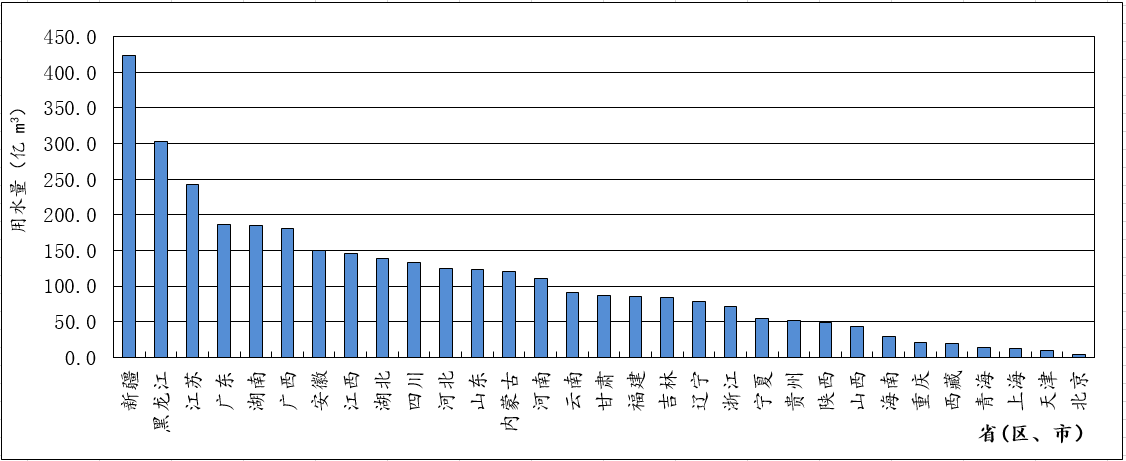 450.0
400.0
350.0
300.0
250.0
200.0
150.0
100.0
50.0
0.0
用水量 (亿 m³)
新疆
黑龙江
江苏
广东
湖南
广西
安徽
江西
湖北
四川
河北
山东
内蒙古
河南
云南
甘肃
福建
吉林
辽宁
浙江
宁夏
贵州
陕西
山西
海南
重庆
西藏
青海
上海
天津
北京
省(区、市)